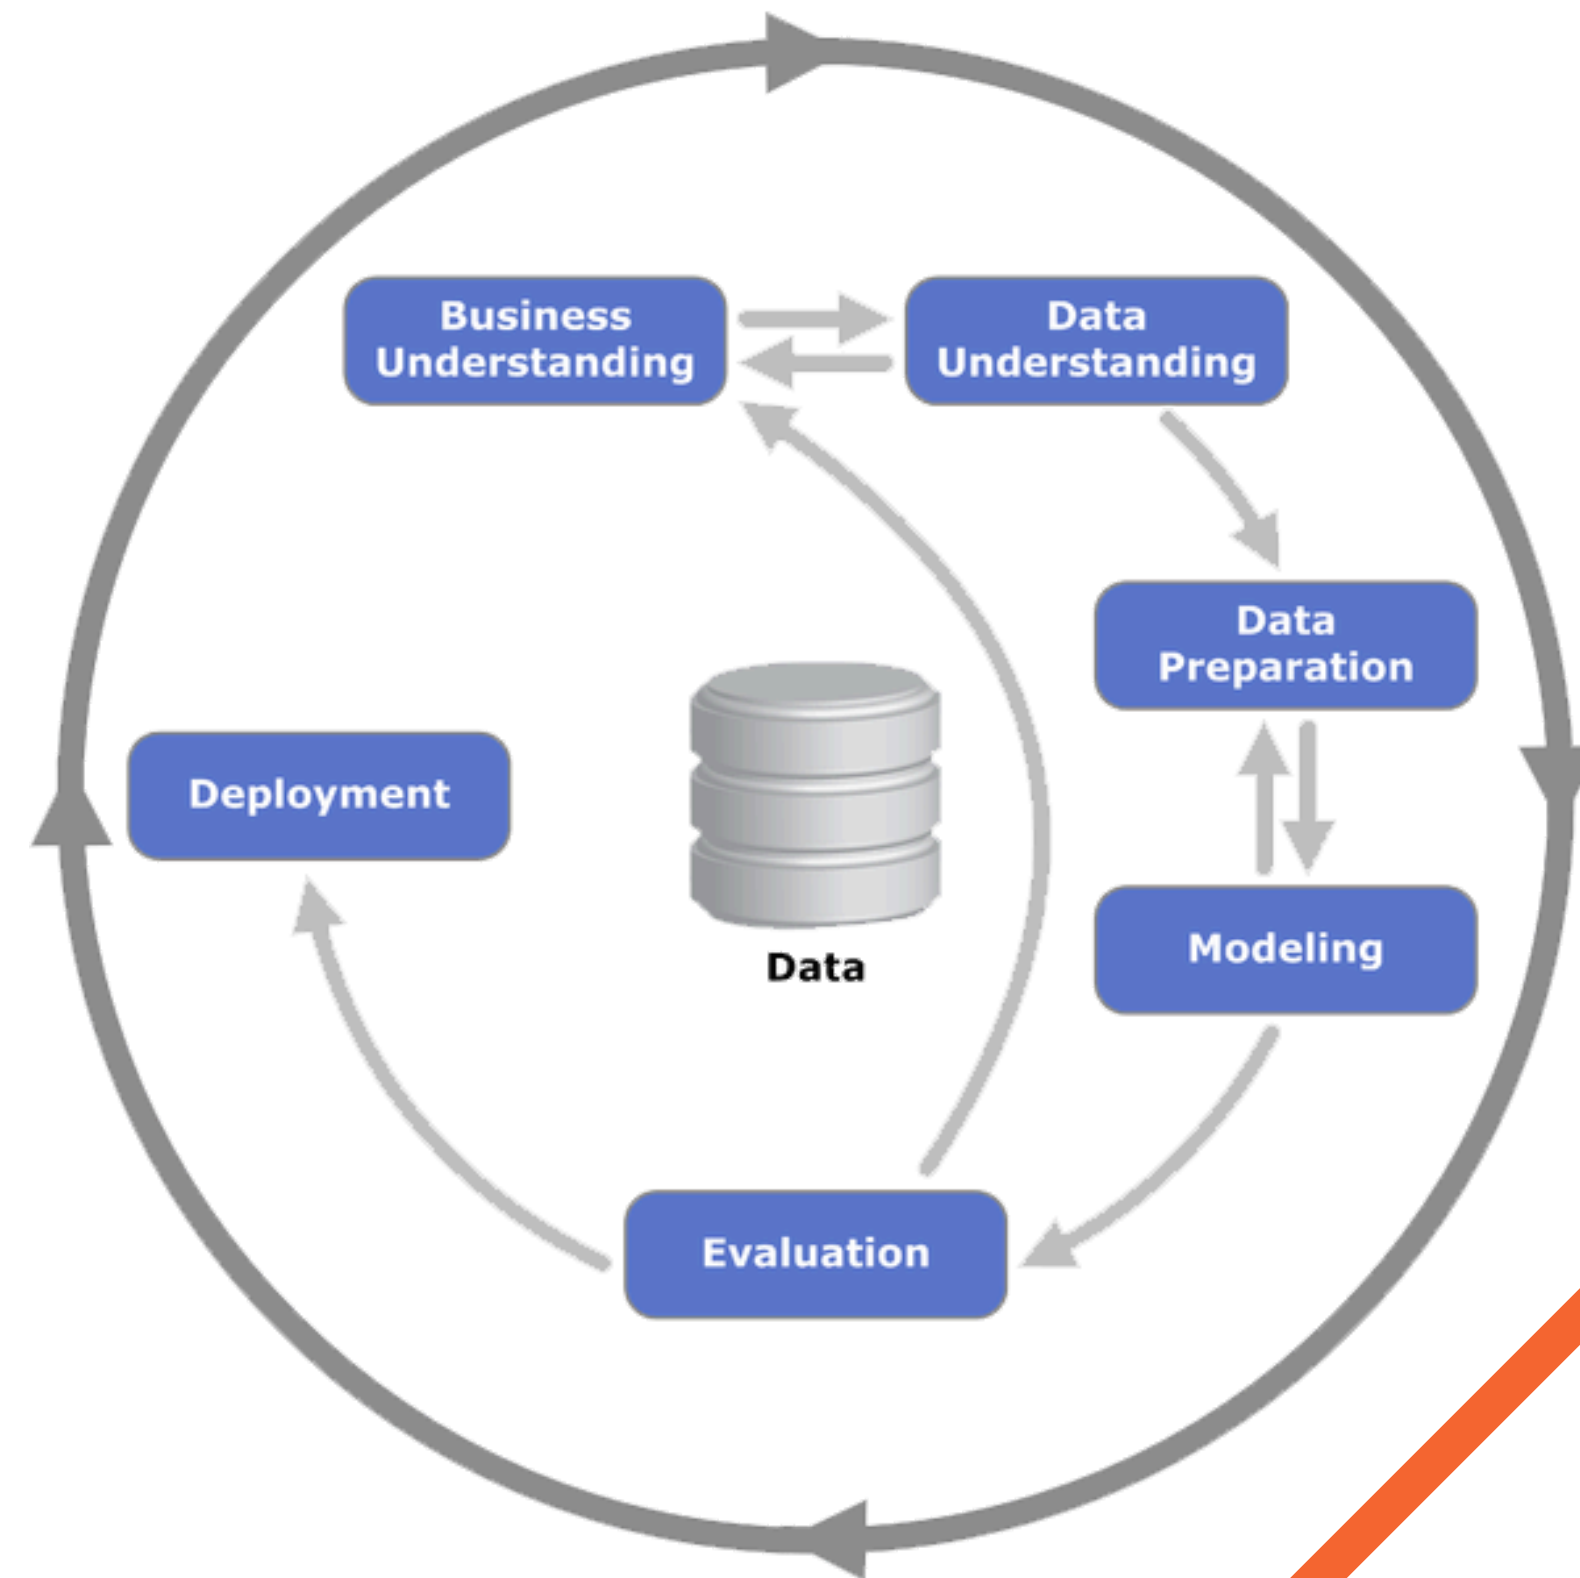 Business
Understanding
Data
Understanding
Data
Preparation
Deployment
Modeling
Data
Evaluation